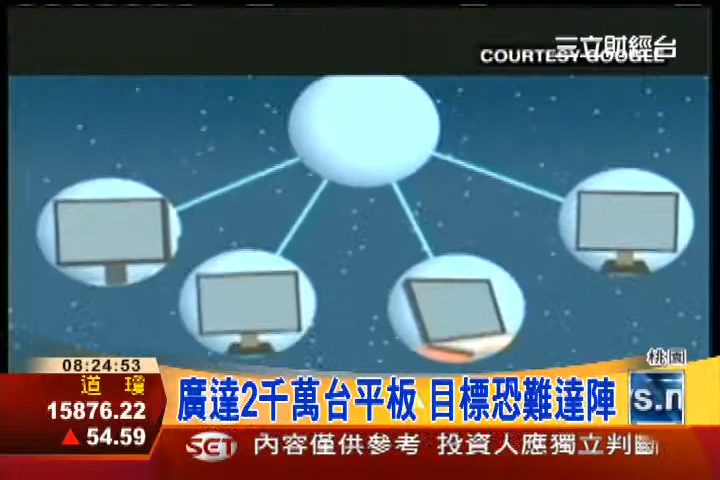 三立財經台
COURTESY GOOGLE
桃園
08:24:53
道瓊
15876.22
▲54.59
廣達2千萬台平板 目標恐難達陣
s.n
SET 內容僅供參考 投資人應獨立判斷